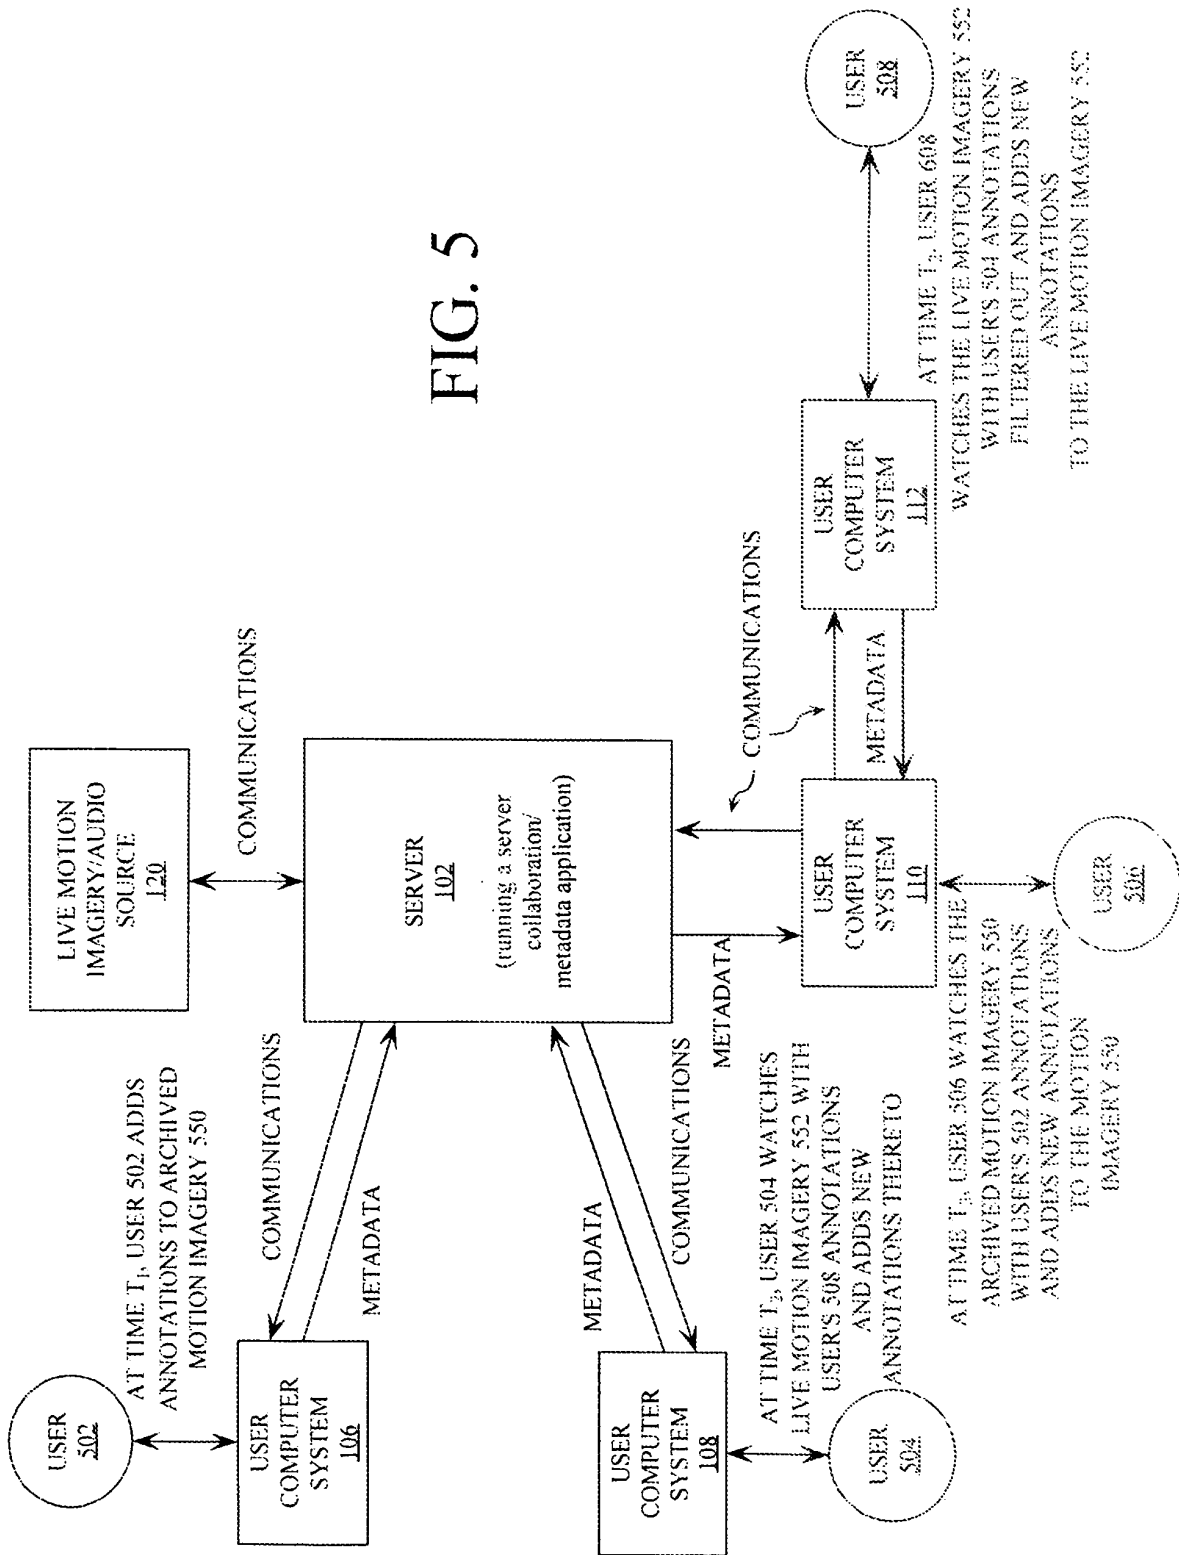 FIG. 5
USER
502
AT TIME T1, USER 502 ADDS
ANNOTATIONS TO ARCHIVED
MOTION IMAGERY 550
USER
COMPUTER
SYSTEM
106
COMMUNICATIONS
METADATA
LIVE MOTION
IMAGERY/AUDIO
SOURCE
120
COMMUNICATIONS
SERVER
102
(running a server
collaboration/
metadata application)
METADATA
COMMUNICATIONS
USER
COMPUTER
SYSTEM
108
AT TIME T2, USER 504 WATCHES
LIVE MOTION IMAGERY 552 WITH
USER'S 508 ANNOTATIONS
AND ADDS NEW
ANNOTATIONS THERETO
USER
504
METADATA
COMMUNICATIONS
USER
COMPUTER
SYSTEM
110
AT TIME T3, USER 506 WATCHES THE
ARCHIVED MOTION IMAGERY 550
WITH USER'S 502 ANNOTATIONS
AND ADDS NEW ANNOTATIONS
TO THE MOTION
IMAGERY 550
USER
506
METADATA
USER
COMPUTER
SYSTEM
112
USER
508
AT TIME T2, USER 608
WATCHES THE LIVE MOTION IMAGERY 552
WITH USER'S 504 ANNOTATIONS
FILTERED OUT AND ADDS NEW
ANNOTATIONS
TO THE LIVE MOTION IMAGERY 552